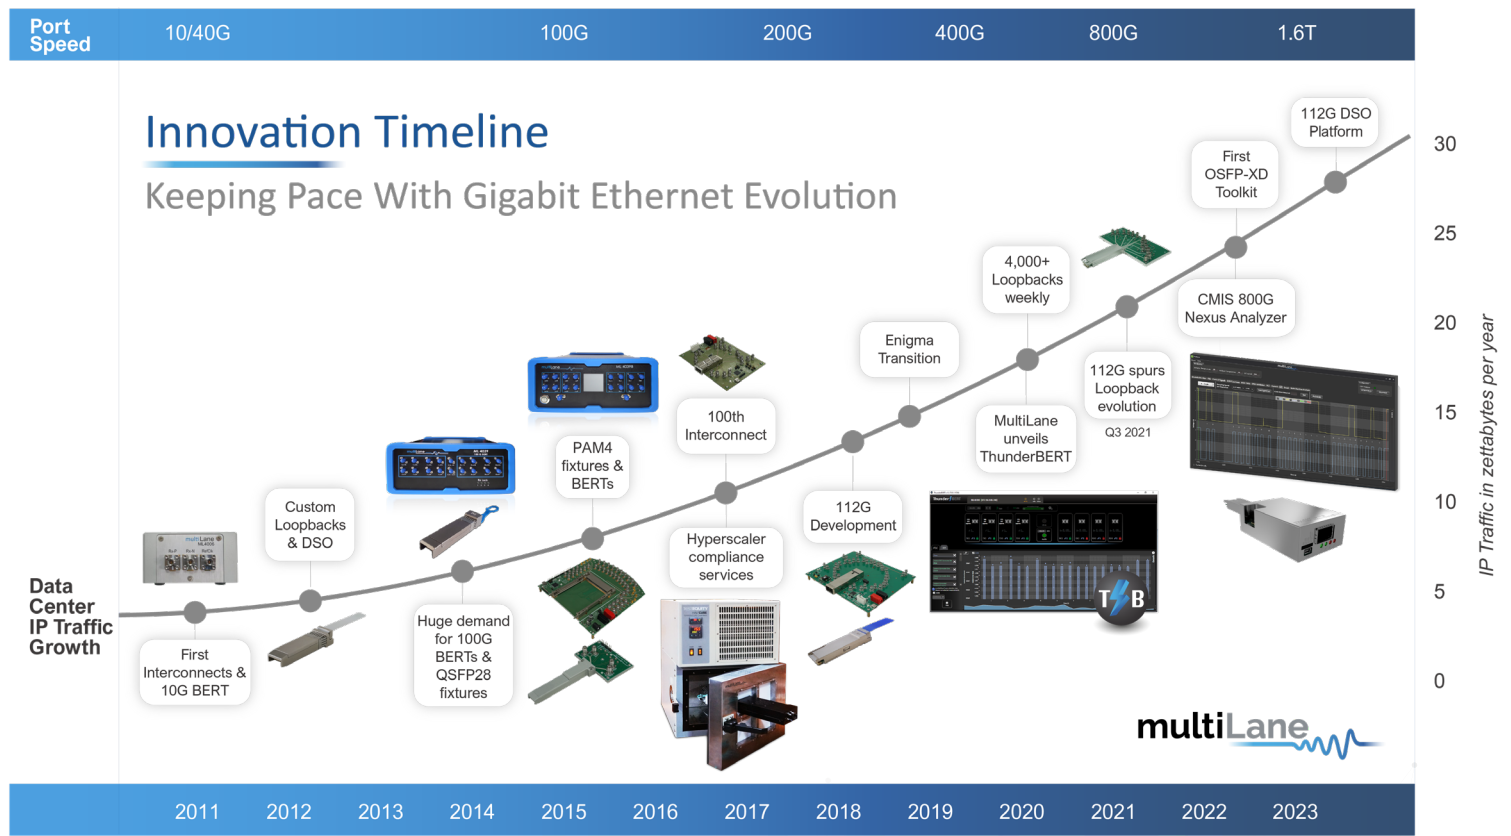 Port
Speed
10/40G
100G
200G
400G
800G
1.6T
Innovation Timeline
Keeping Pace With Gigabit Ethernet Evolution
Data
Center
IP Traffic
Growth
First
Interconnects &
10G BERT
Custom
Loopbacks
& DSO
Huge demand
for 100G
BERTs &
QSFP28
fixtures
PAM4
fixtures &
BERTs
100th
Interconnect
Hyperscaler
compliance
services
112G
Development
Enigma
Transition
4,000+
Loopbacks
weekly
MultiLane
unveils
ThunderBERT
112G spurs
Loopback
evolution
Q3 2021
First
OSFP-XD
Toolkit
CMIS 800G
Nexus Analyzer
112G DSO
Platform
multiLane
TB
multiLane
30
25
20
15
10
5
0
IP Traffic in zettabytes per year
2011
2012
2013
2014
2015
2016
2017
2018
2019
2020
2021
2022
2023